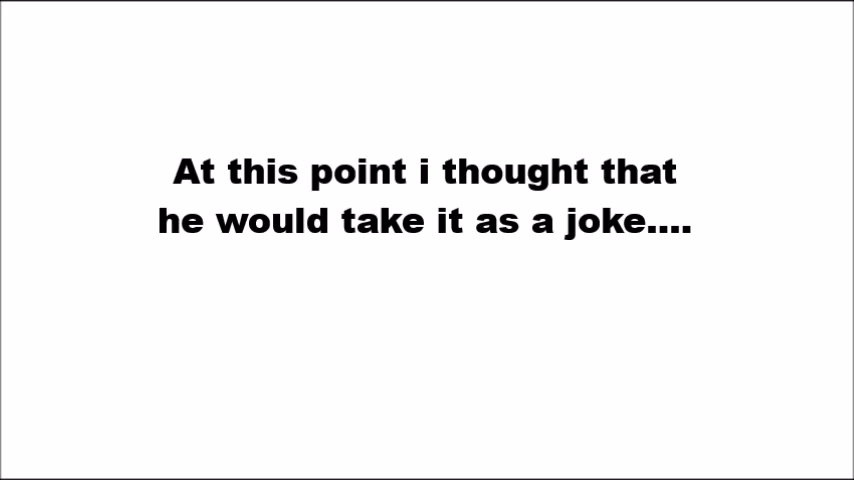 At this point i thought that
he would take it as a joke....